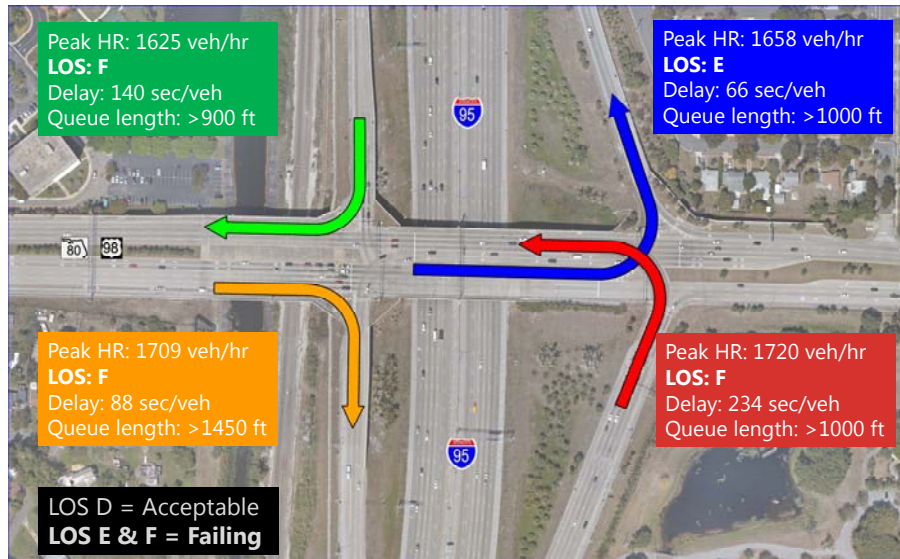 Peak HR: 1625 veh/hr
LOS: F
Delay: 140 sec/veh
Queue length: >900 ft
Peak HR: 1658 veh/hr
LOS: E
Delay: 66 sec/veh
Queue length: >1000 ft
95
80 98
Peak HR: 1709 veh/hr
LOS: F
Delay: 88 sec/veh
Queue length: >1450 ft
Peak HR: 1720 veh/hr
LOS: F
Delay: 234 sec/veh
Queue length: >1000 ft
95
LOS D = Acceptable
LOS E & F = Failing